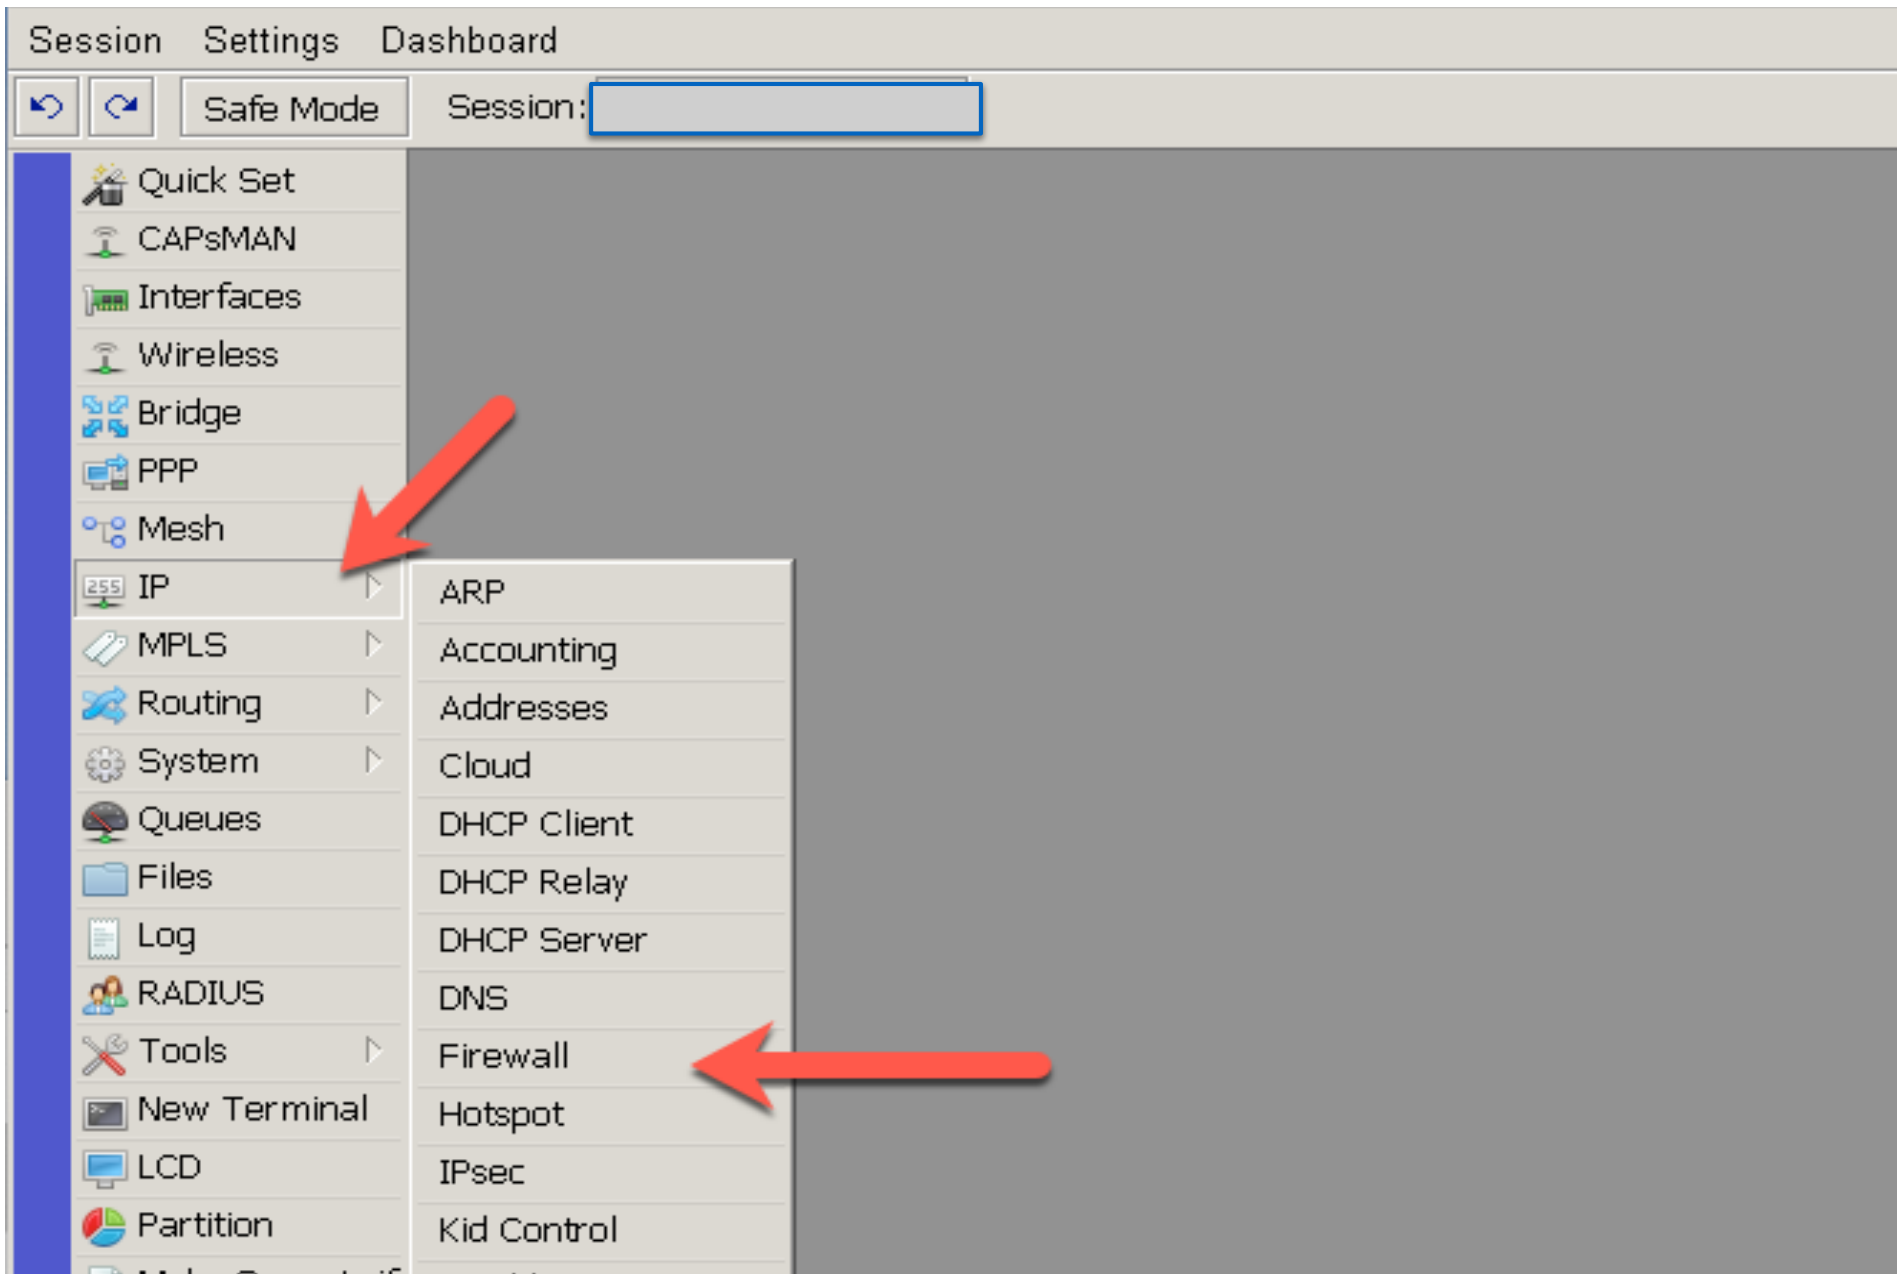 Session Settings Dashboard
Safe Mode Session:
Quick Set
CAPsMAN
Interfaces
Wireless
Bridge
PPP
Mesh
255 IP
MPLS
Routing
System
Queues
Files
Log
RADIUS
Tools
New Terminal
LCD
Partition
ARP
Accounting
Addresses
Cloud
DHCP Client
DHCP Relay
DHCP Server
DNS
Firewall
Hotspot
IPsec
Kid Control